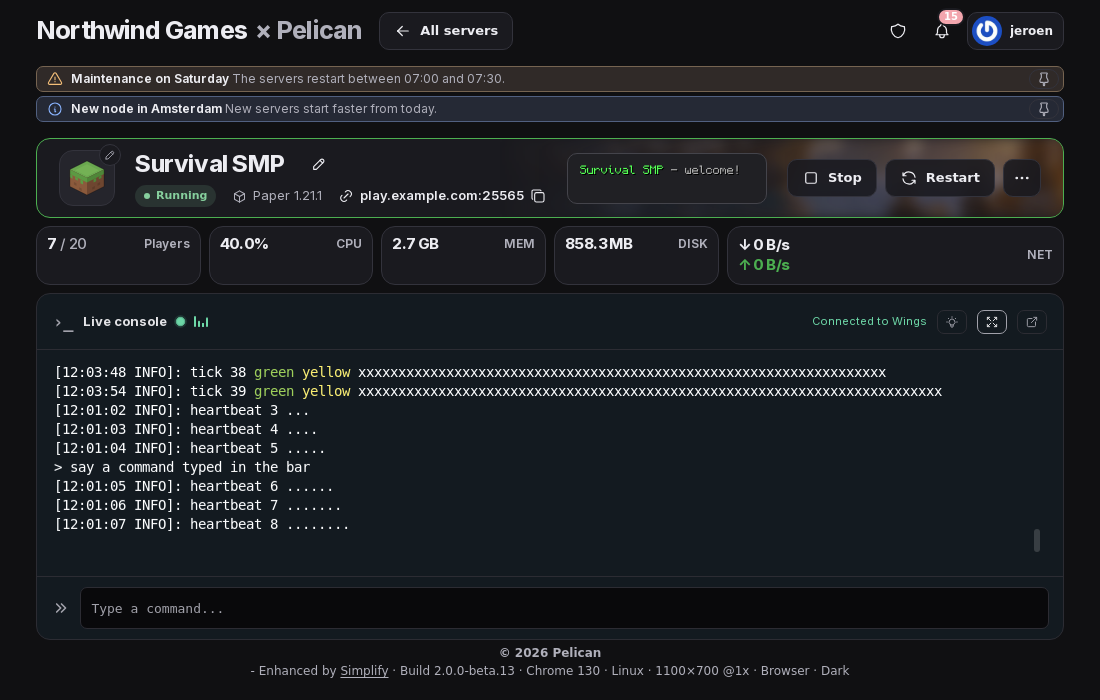 Northwind Games × Pelican
All servers
15
jeroen
Maintenance on Saturday The servers restart between 07:00 and 07:30.
New node in Amsterdam New servers start faster from today.
Survival SMP
Running
Paper 1.21.1
play.example.com:25565
Survival SMP – welcome!
Stop
Restart
7 / 20 Players
40.0% CPU
2.7 GB MEM
858.3 MB DISK
↓ 0 B/s
↑ 0 B/s
NET
Live console
Connected to Wings
[12:03:48 INFO]: tick 38 green yellow xxxxxxxxxxxxxxxxxxxxxxxxxxxxxxxxxxxxxxxxxxxxxxxxxxxxxxxxxxxxxxxxxx
[12:03:54 INFO]: tick 39 green yellow xxxxxxxxxxxxxxxxxxxxxxxxxxxxxxxxxxxxxxxxxxxxxxxxxxxxxxxxxxxxxxxxxxxxxxxxx
[12:01:02 INFO]: heartbeat 3 ...
[12:01:03 INFO]: heartbeat 4 ....
[12:01:04 INFO]: heartbeat 5 .....
> say a command typed in the bar
[12:01:05 INFO]: heartbeat 6 ......
[12:01:06 INFO]: heartbeat 7 .......
[12:01:07 INFO]: heartbeat 8 ........
Type a command...
© 2026 Pelican
- Enhanced by Simplify · Build 2.0.0-beta.13 · Chrome 130 · Linux · 1100×700 @1x · Browser · Dark